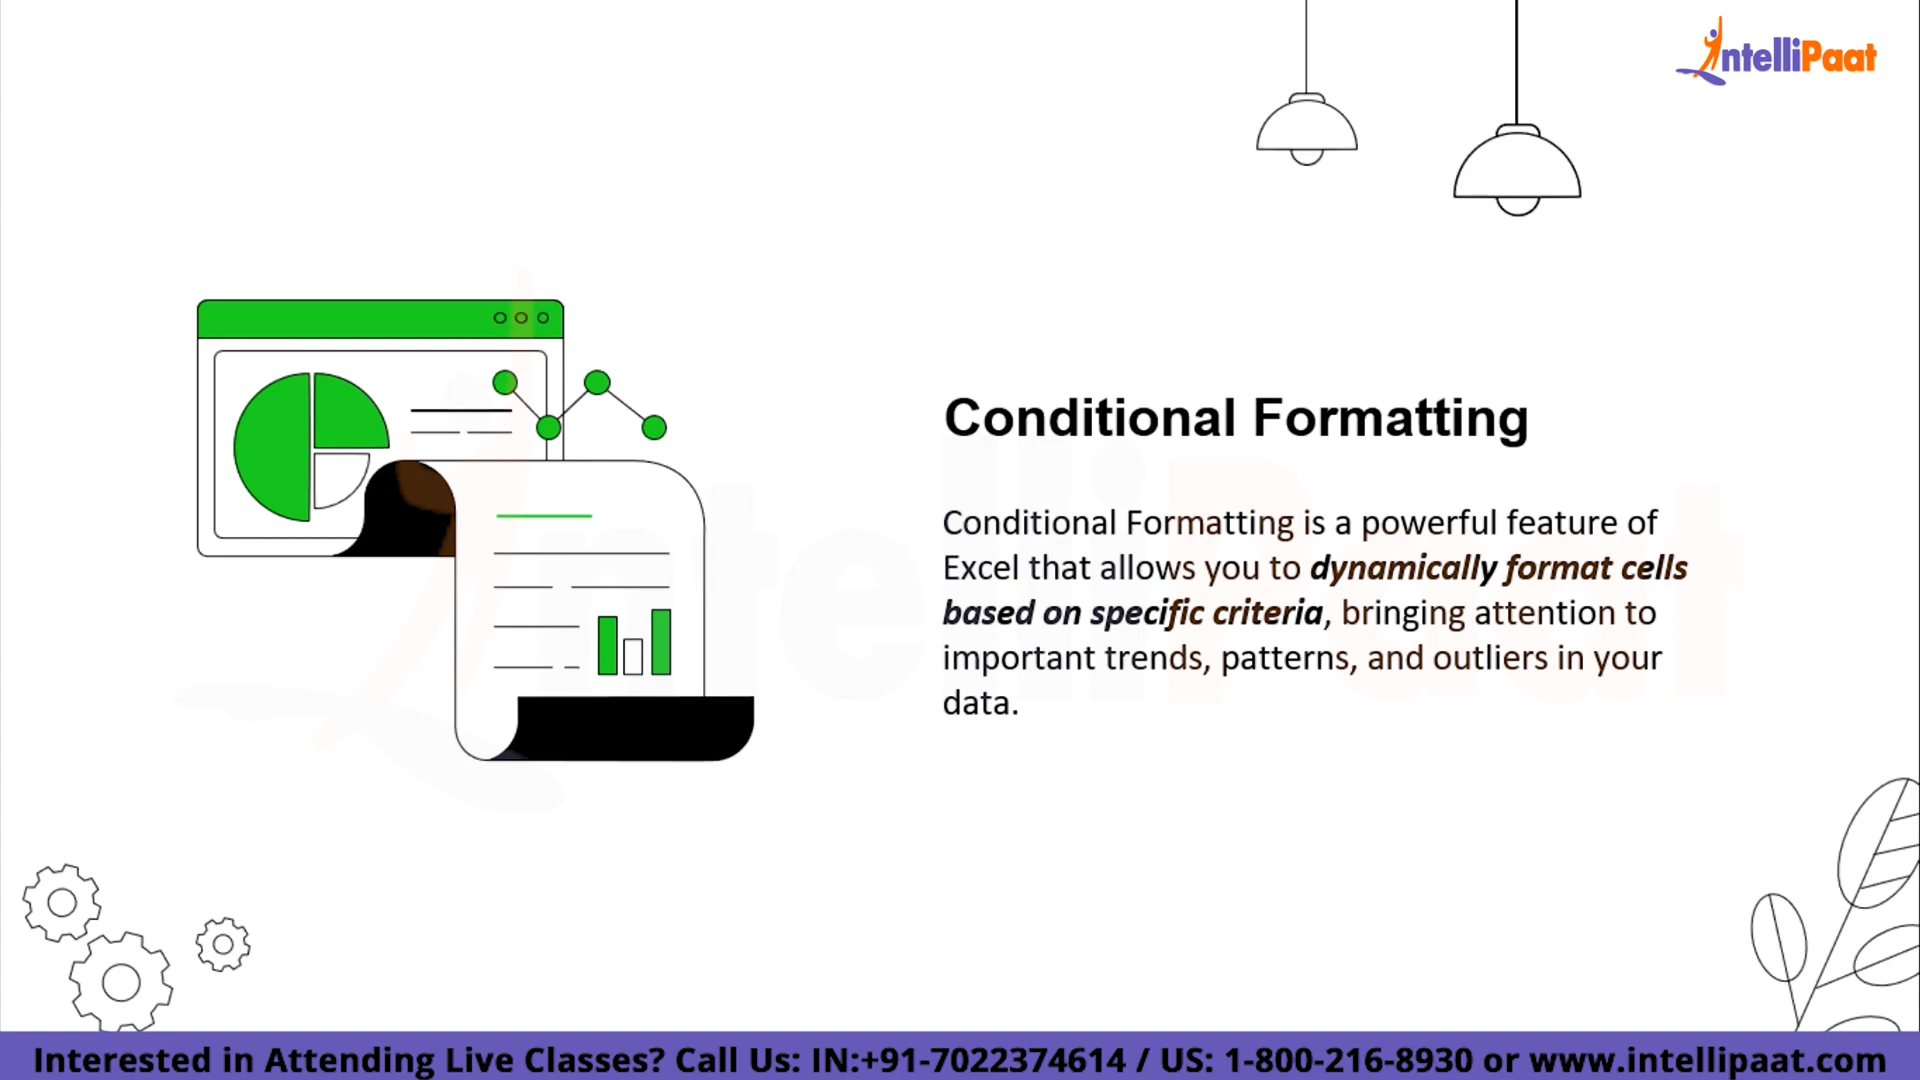 IntelliPaat
Conditional Formatting
Conditional Formatting is a powerful feature of
Excel that allows you to dynamically format cells
based on specific criteria, bringing attention to
important trends, patterns, and outliers in your
data.
Interested in Attending Live Classes? Call Us: IN:+91-7022374614 / US: 1-800-216-8930 or www.intellipaat.com